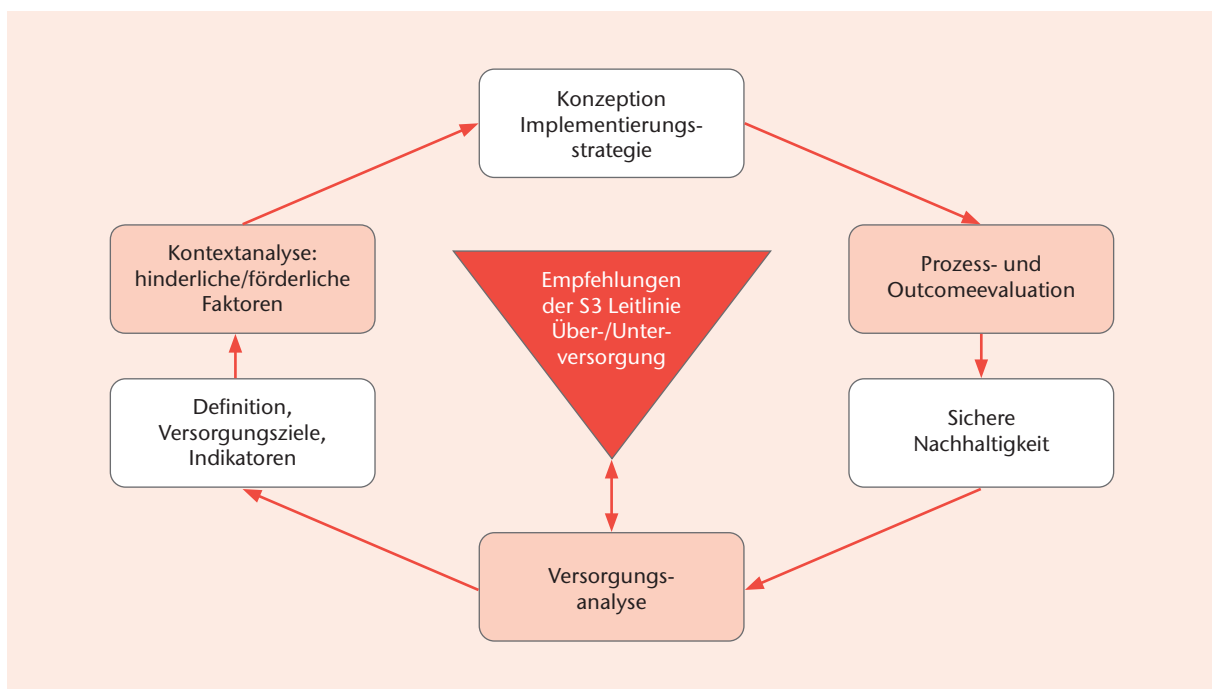 Konzeption
Implementierungs-
strategie
Kontextanalyse:
hinderliche/förderliche
Faktoren
Empfehlungen
der S3 Leitlinie
Über-/Unter-
versorgung
Prozess- und
Outcomeevaluation
Definition,
Versorgungsziele,
Indikatoren
Sichere
Nachhaltigkeit
Versorgungs-
analyse